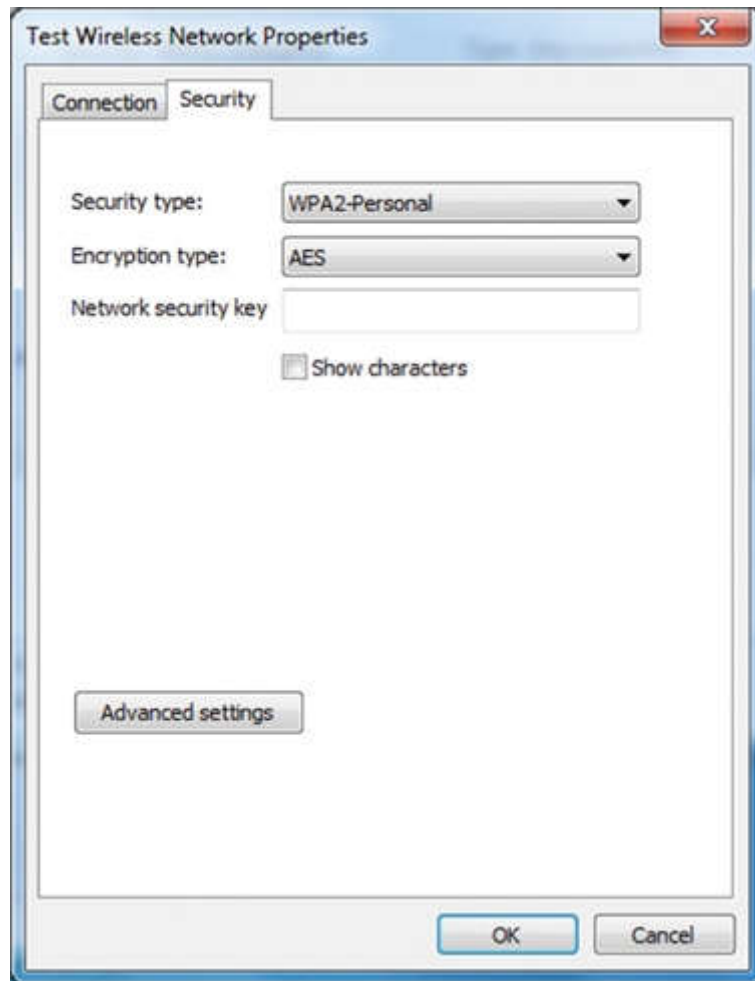 Test Wireless Network Properties
Connection Security
Security type: WPA2-Personal
Encryption type: AES
Network security key
Show characters
Advanced settings
OK Cancel